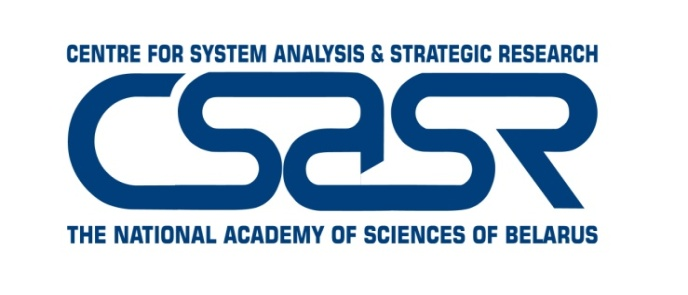 CENTRE FOR SYSTEM ANALYSIS & STRATEGIC RESEARCH
CSASR
THE NATIONAL ACADEMY OF SCIENCES OF BELARUS